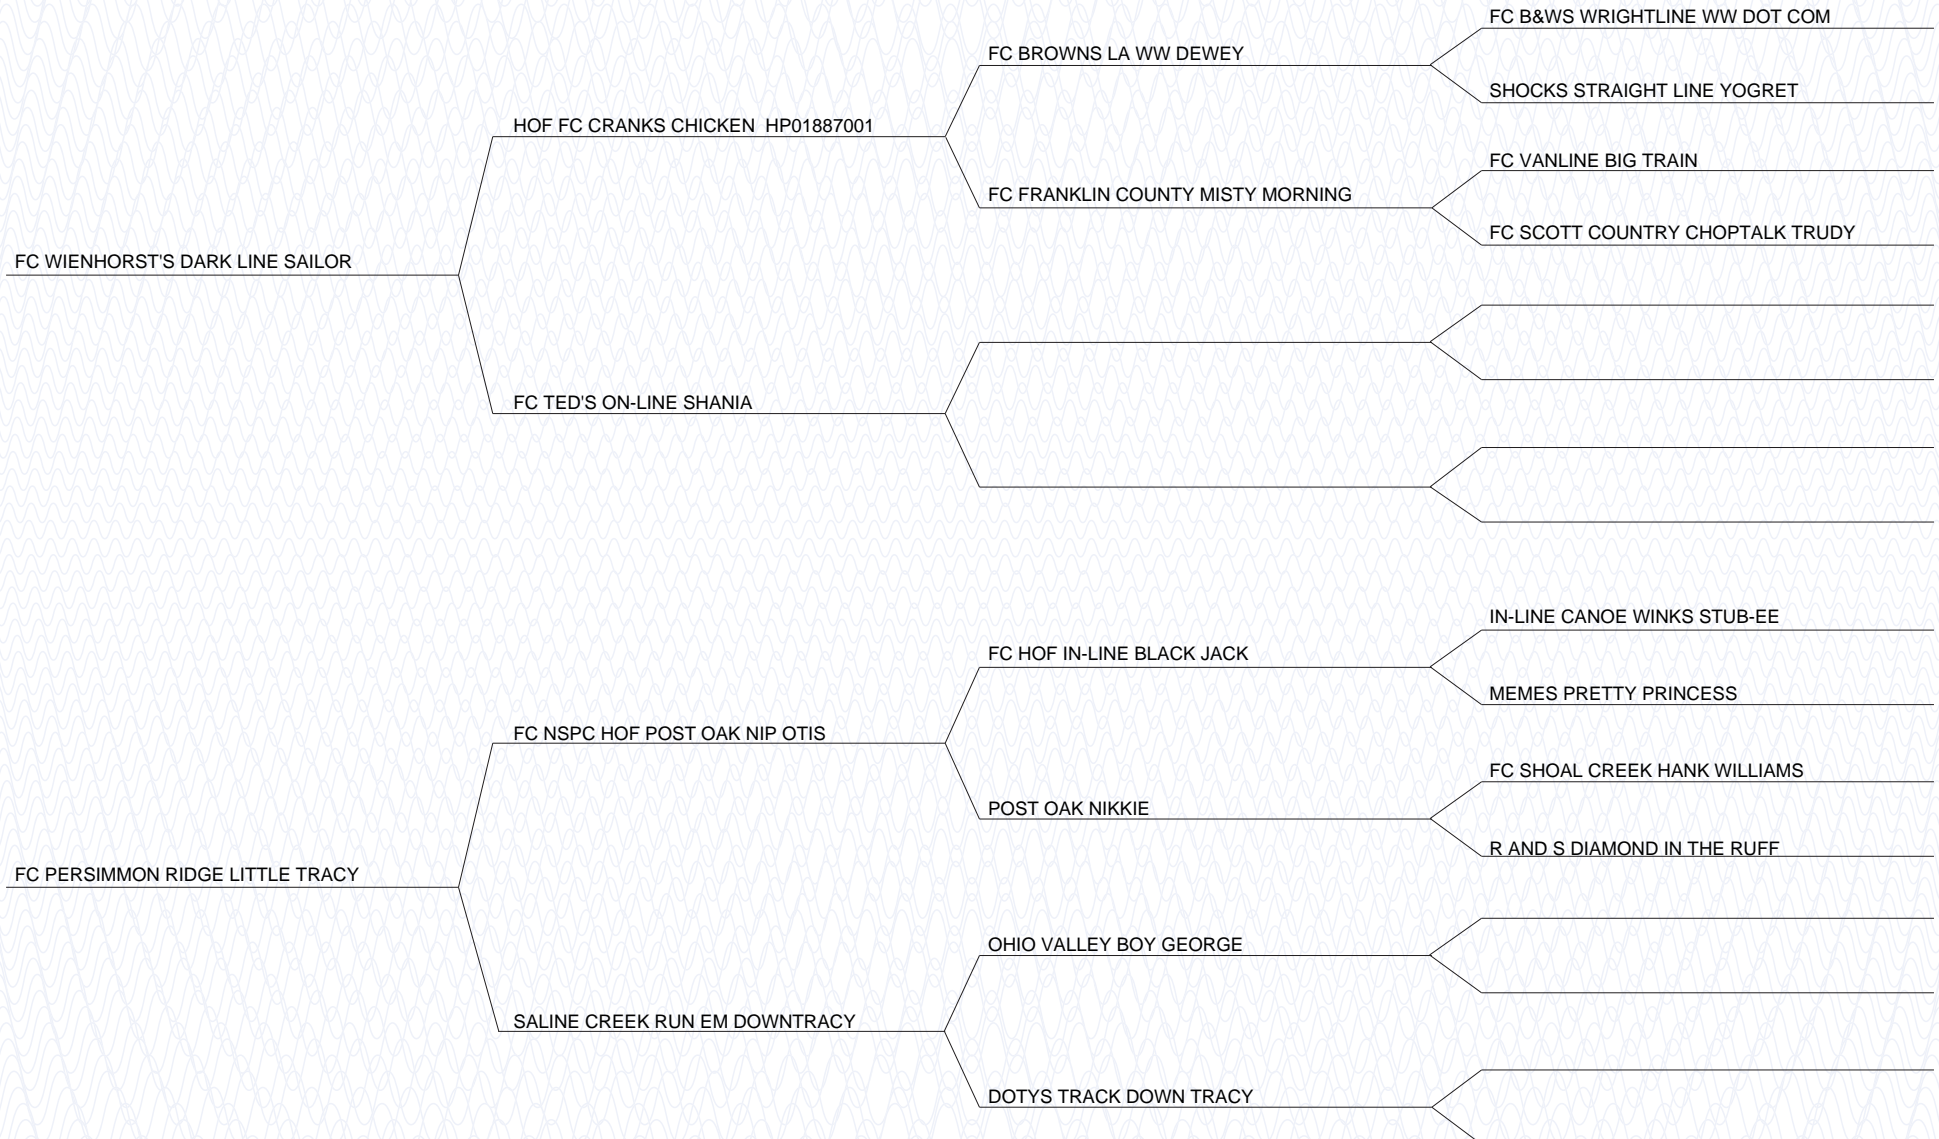 FC B&WS WRIGHTLINE WW DOT COM
FC BROWNS LA WW DEWEY
SHOCKS STRAIGHT LINE YOGRET
HOF FC CRANKS CHICKEN  HP01887001
FC VANLINE BIG TRAIN
FC FRANKLIN COUNTY MISTY MORNING
FC SCOTT COUNTRY CHOPTALK TRUDY
FC WIENHORST'S DARK LINE SAILOR
FC TED'S ON-LINE SHANIA
IN-LINE CANOE WINKS STUB-EE
FC HOF IN-LINE BLACK JACK
MEMES PRETTY PRINCESS
FC NSPC HOF POST OAK NIP OTIS
FC SHOAL CREEK HANK WILLIAMS
POST OAK NIKKIE
R AND S DIAMOND IN THE RUFF
FC PERSIMMON RIDGE LITTLE TRACY
OHIO VALLEY BOY GEORGE
SALINE CREEK RUN EM DOWNTRACY
DOTYS TRACK DOWN TRACY